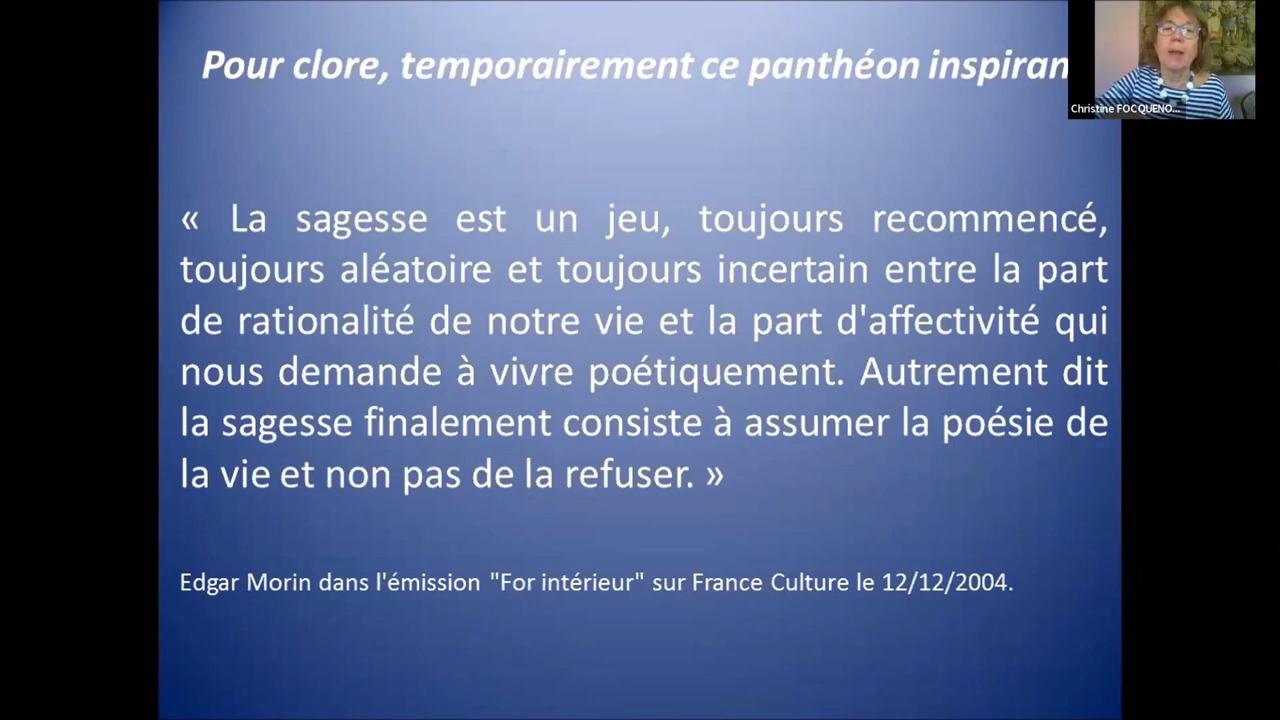 Pour clore, temporairement ce panthéon inspiran
Christine FOCQUENO...
« La sagesse est un jeu, toujours recommencé,
toujours aléatoire et toujours incertain entre la part
de rationalité de notre vie et la part d'affectivité qui
nous demande à vivre poétiquement. Autrement dit
la sagesse finalement consiste à assumer la poésie de
la vie et non pas de la refuser. »
Edgar Morin dans l'émission "For intérieur" sur France Culture le 12/12/2004.